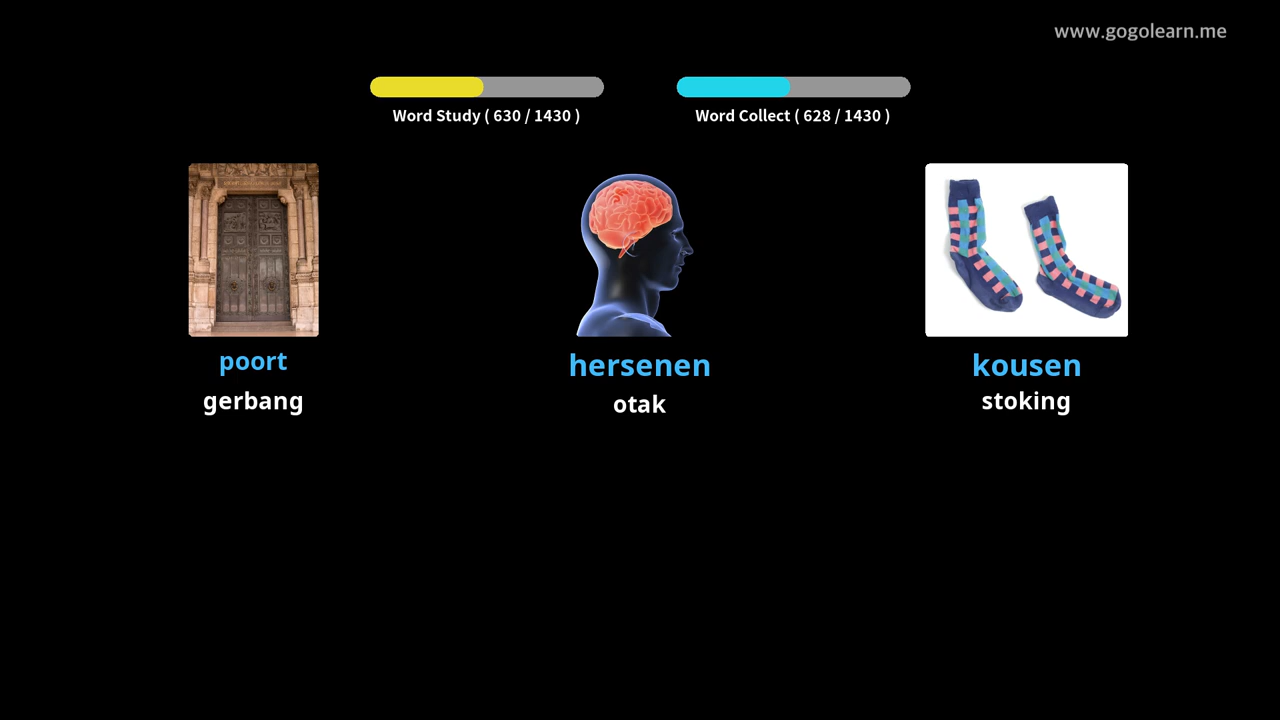 www.gogolearn.me
Word Study ( 630 / 1430 )
Word Collect ( 628 / 1430 )
poort
gerbang
hersenen
otak
kousen
stoking